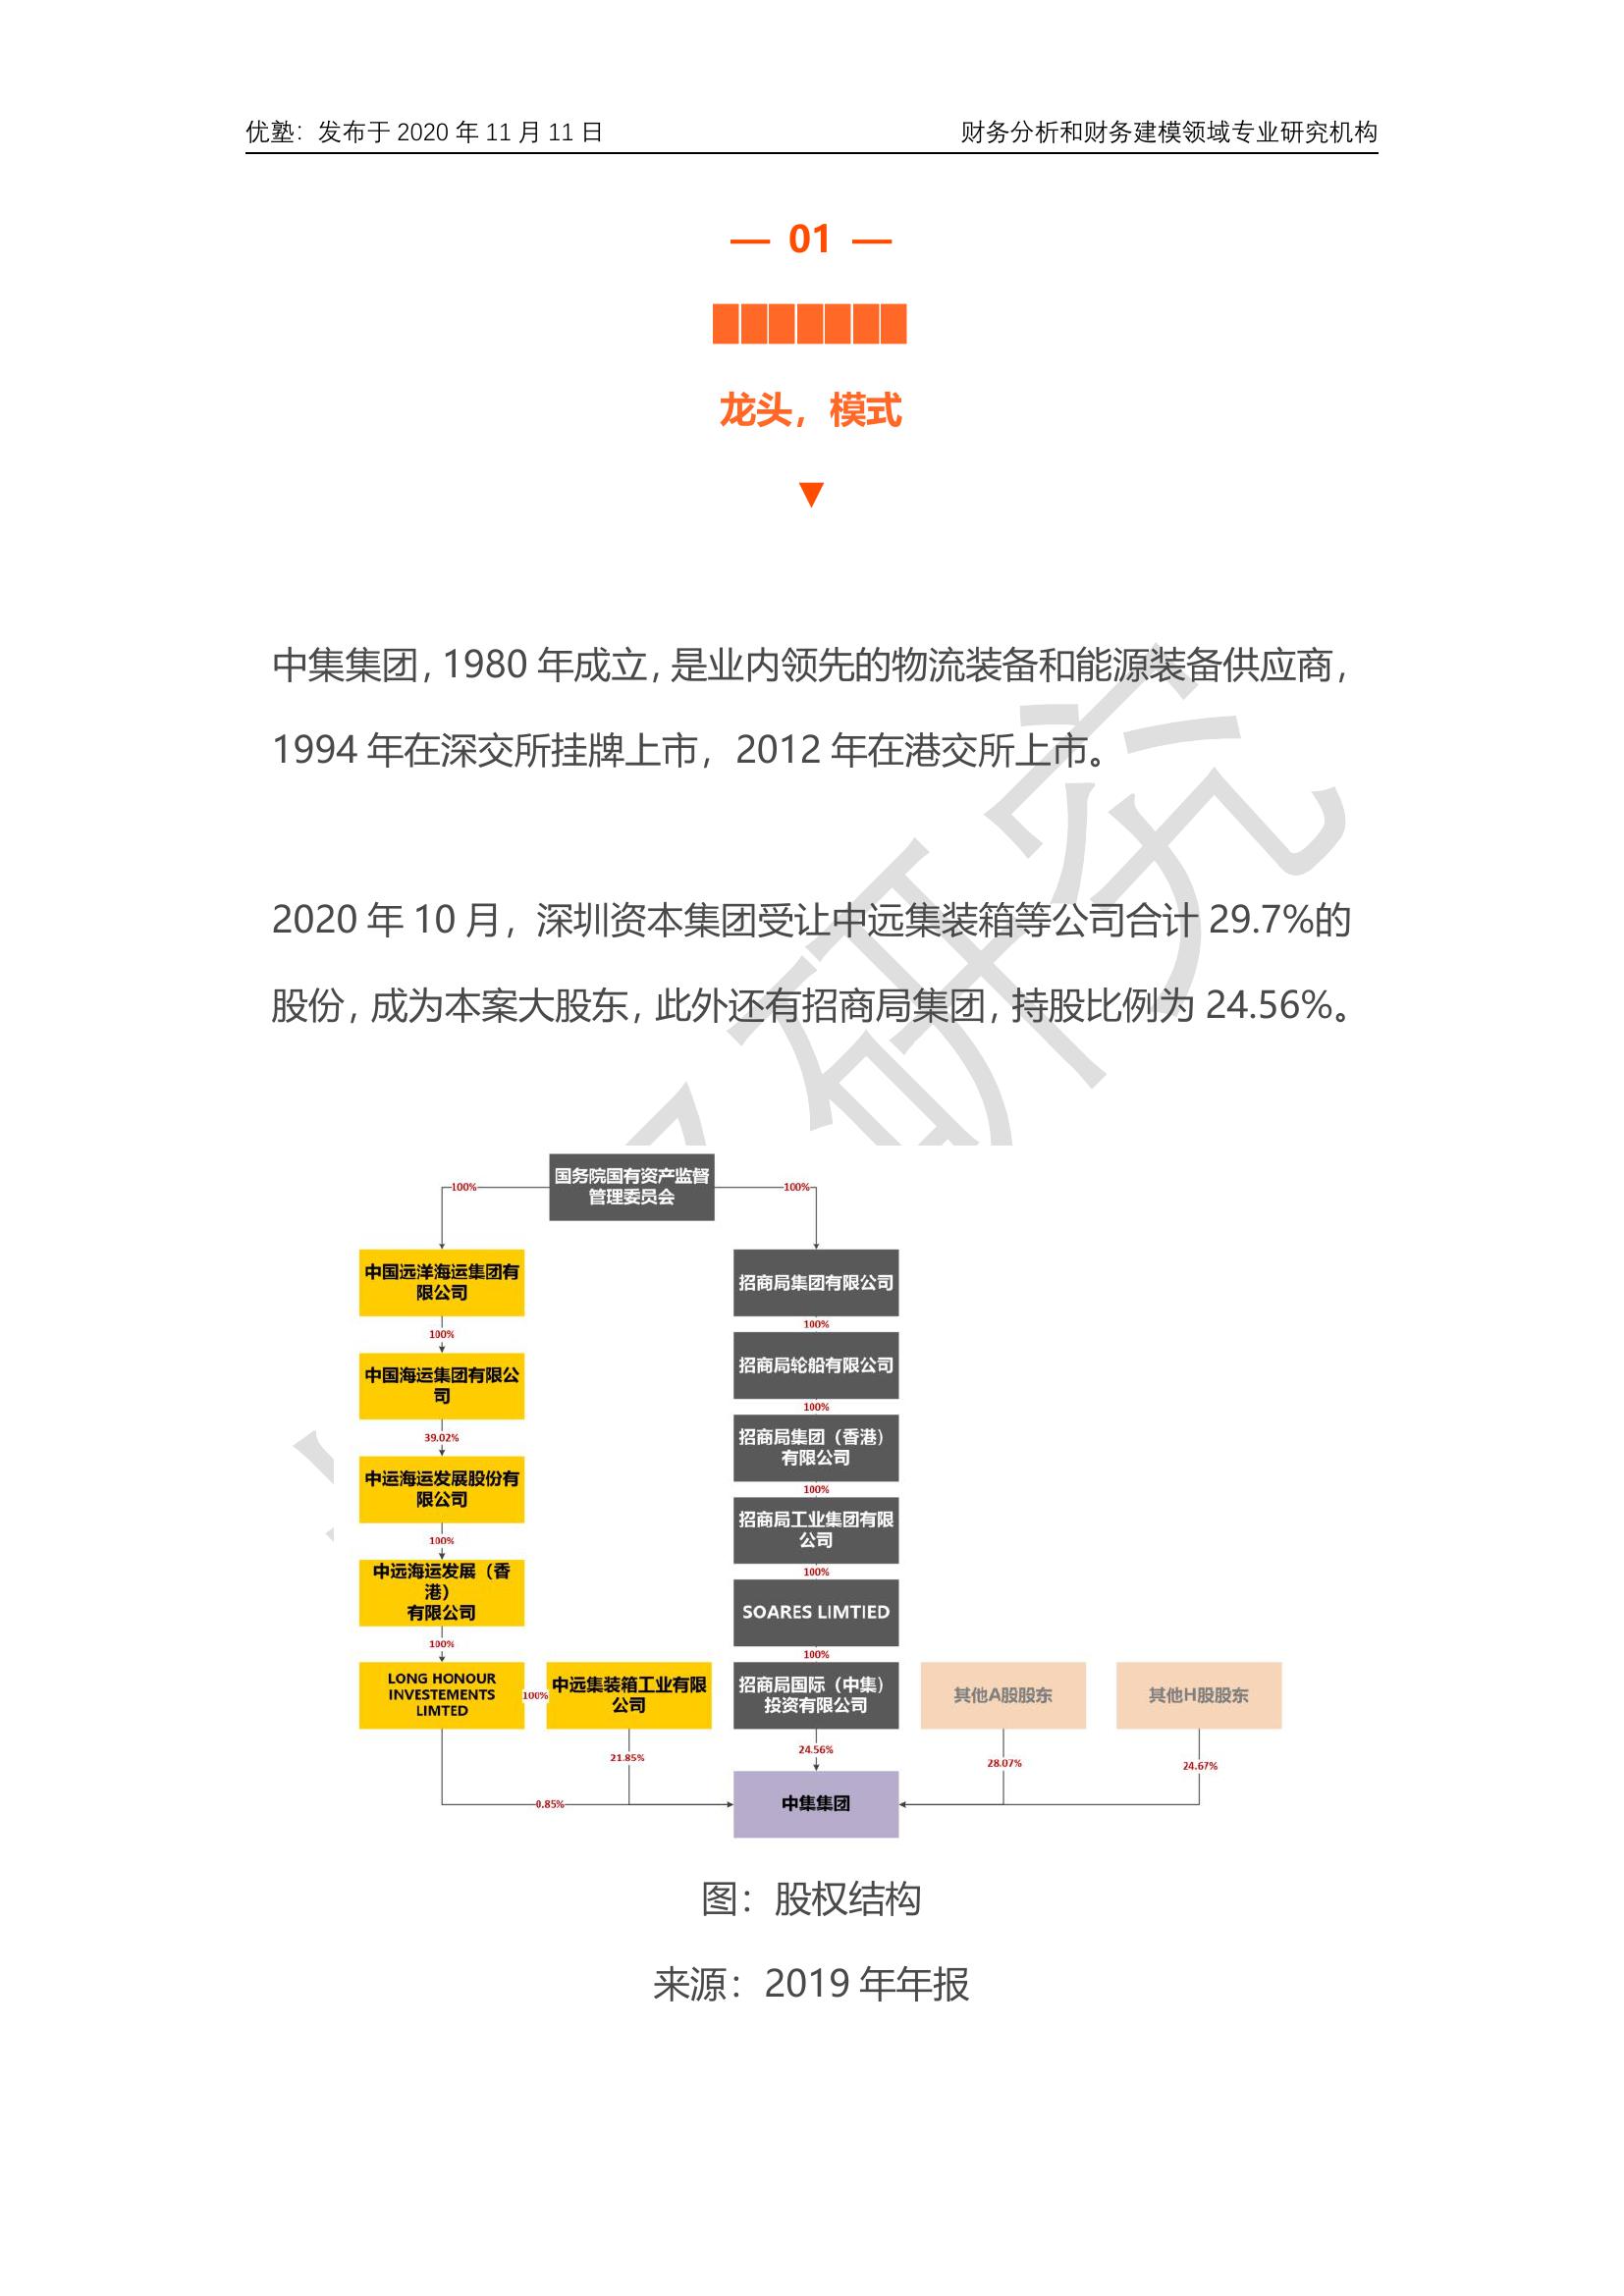 优塾：发布于 2020 年 11 月 11 日
财务分析和财务建模领域专业研究机构
— 01 —
龙头，模式
中集集团，1980 年成立，是业内领先的物流装备和能源装备供应商，
1994 年在深交所挂牌上市，2012 年在港交所上市。
2020 年 10 月，深圳资本集团受让中远集装箱等公司合计 29.7%的
股份，成为本案大股东，此外还有招商局集团，持股比例为 24.56%。
国务院国有资产监督
管理委员会
100%
100%
中国远洋海运集团有
限公司
100%
中国海运集团有限公
司
39.02%
中运海运发展股份有
限公司
100%
中远海运发展（香
港）
有限公司
100%
LONG HONOUR
INVESTEMENTS
LIMTED
100%
中远集装箱工业有限
公司
招商局集团有限公司
100%
招商局轮船有限公司
100%
招商局集团（香港）
有限公司
100%
招商局工业集团有限
公司
100%
SOARES LIMTIED
100%
招商局国际（中集）
投资有限公司
其他A股股东
其他H股股东
0.85%
21.85%
24.56%
28.07%
24.67%
中集集团
图：股权结构
来源：2019 年年报
研究